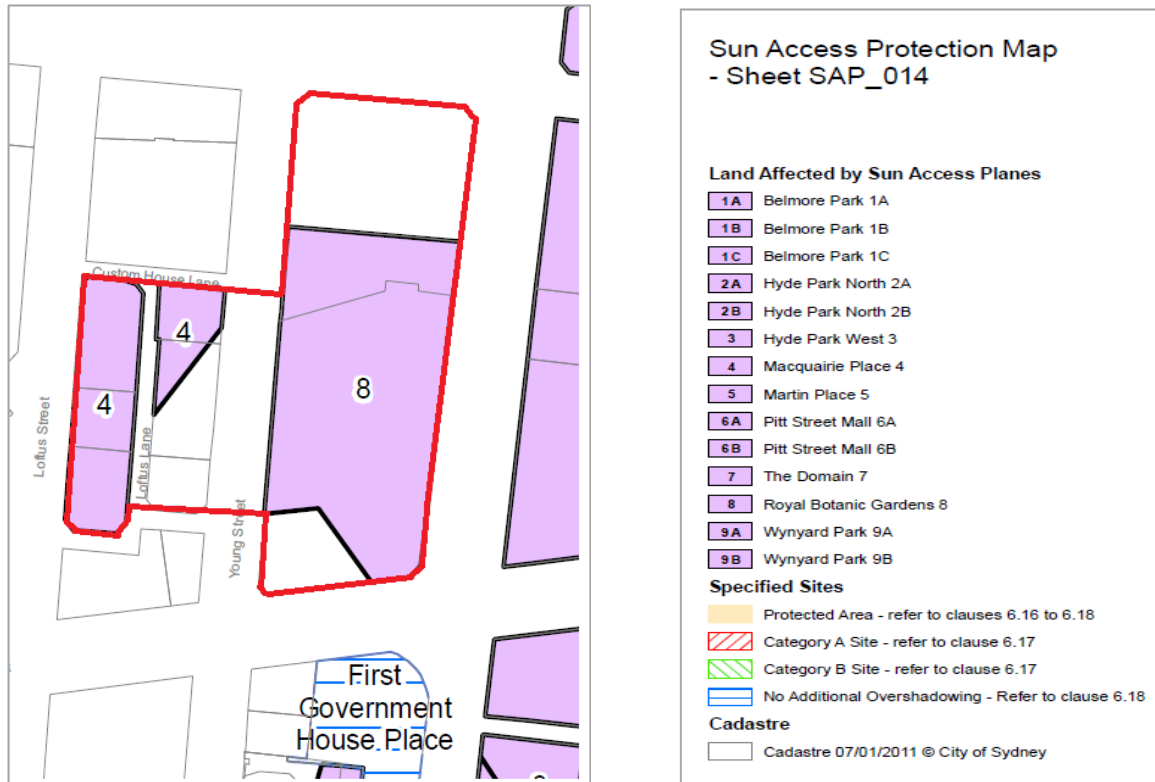 Custom House Lane
4
4
8
Loftus Street
Loftus Lane
Young Street
First
Government
House Place
Sun Access Protection Map
- Sheet SAP_014
Land Affected by Sun Access Planes
1A Belmore Park 1A
1B Belmore Park 1B
1C Belmore Park 1C
2A Hyde Park North 2A
2B Hyde Park North 2B
3 Hyde Park West 3
4 Macquairie Place 4
5 Martin Place 5
6A Pitt Street Mall 6A
6B Pitt Street Mall 6B
7 The Domain 7
8 Royal Botanic Gardens 8
9A Wynyard Park 9A
9B Wynyard Park 9B
Specified Sites
Protected Area - refer to clauses 6.16 to 6.18
Category A Site - refer to clause 6.17
Category B Site - refer to clause 6.17
No Additional Overshadowing - Refer to clause 6.18
Cadastre
Cadastre 07/01/2011 © City of Sydney